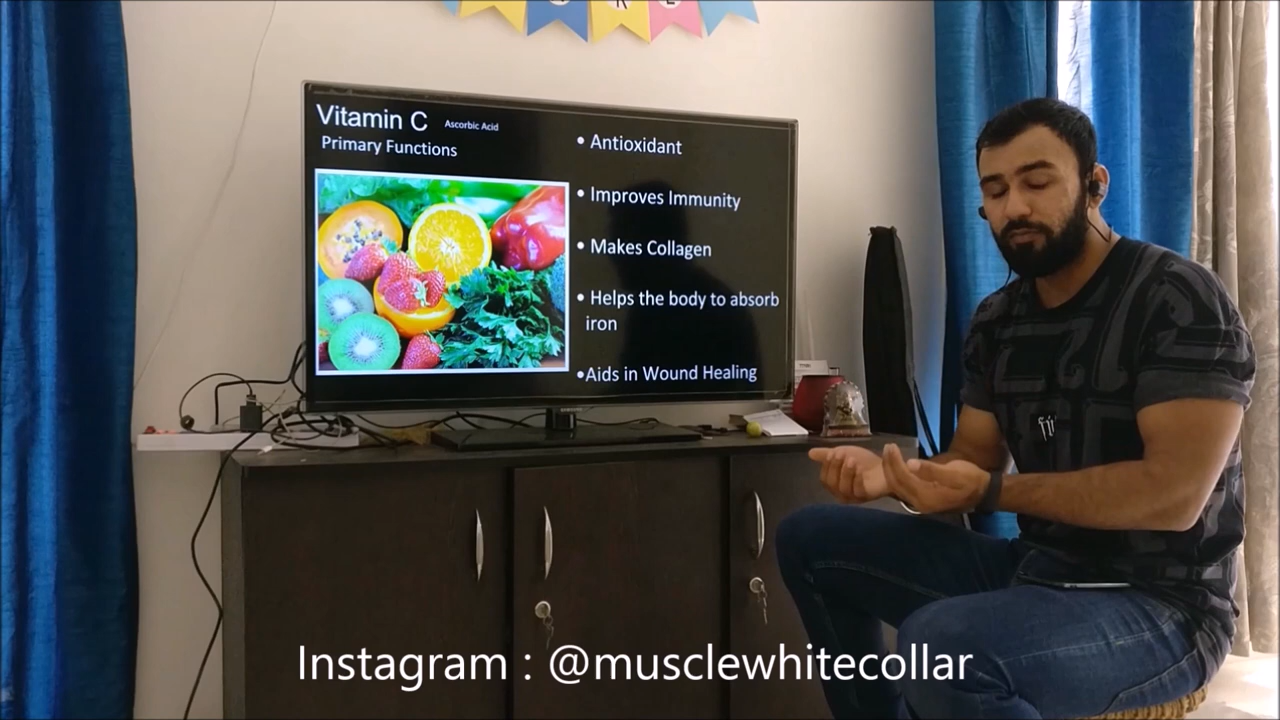 Vitamin C Ascorbic Acid
Primary Functions
• Antioxidant
• Improves Immunity
• Makes Collagen
• Helps the body to absorb
iron
•Aids in Wound Healing
SAMSUNG
Instagram : @musclewhitecollar